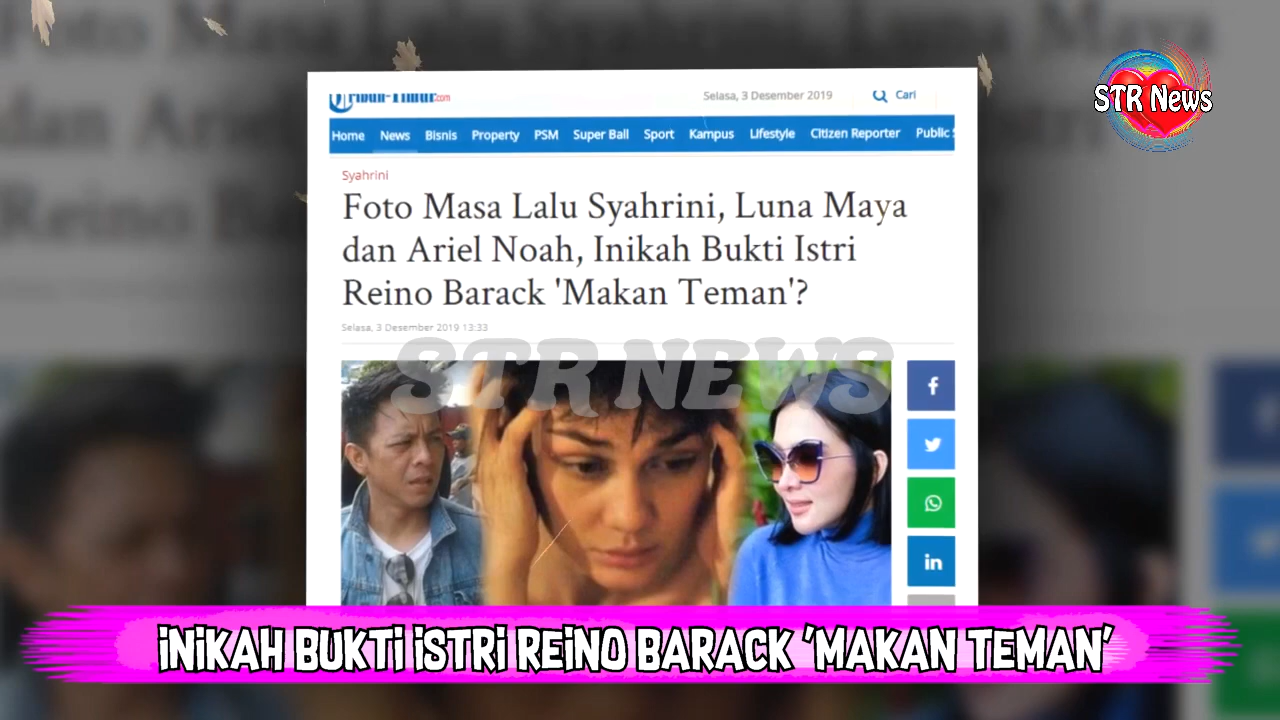 STR News
Selasa, 3 Desember 2019
Cari
Home News Bisnis Property PSM Super Ball Sport Kampus Lifestyle Citizen Reporter Public
Syahrini
Foto Masa Lalu Syahrini, Luna Maya
dan Ariel Noah, Inikah Bukti Istri
Reino Barack 'Makan Teman'?
Selasa, 3 Desember 2019 13:33
STR NEWS
INIKAH BUKTI ISTRI REINO BARACK 'MAKAN TEMAN'